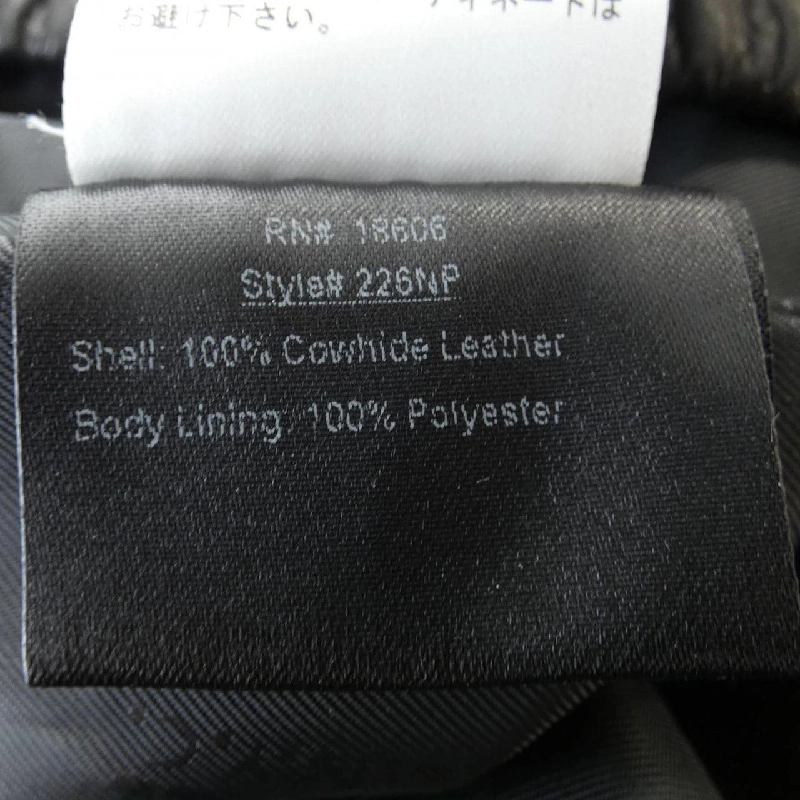 お避け下さい。
RN# 18606
Style# 226NP
Shell: 100% Cowhide Leather
Body Lining: 100% Polyester